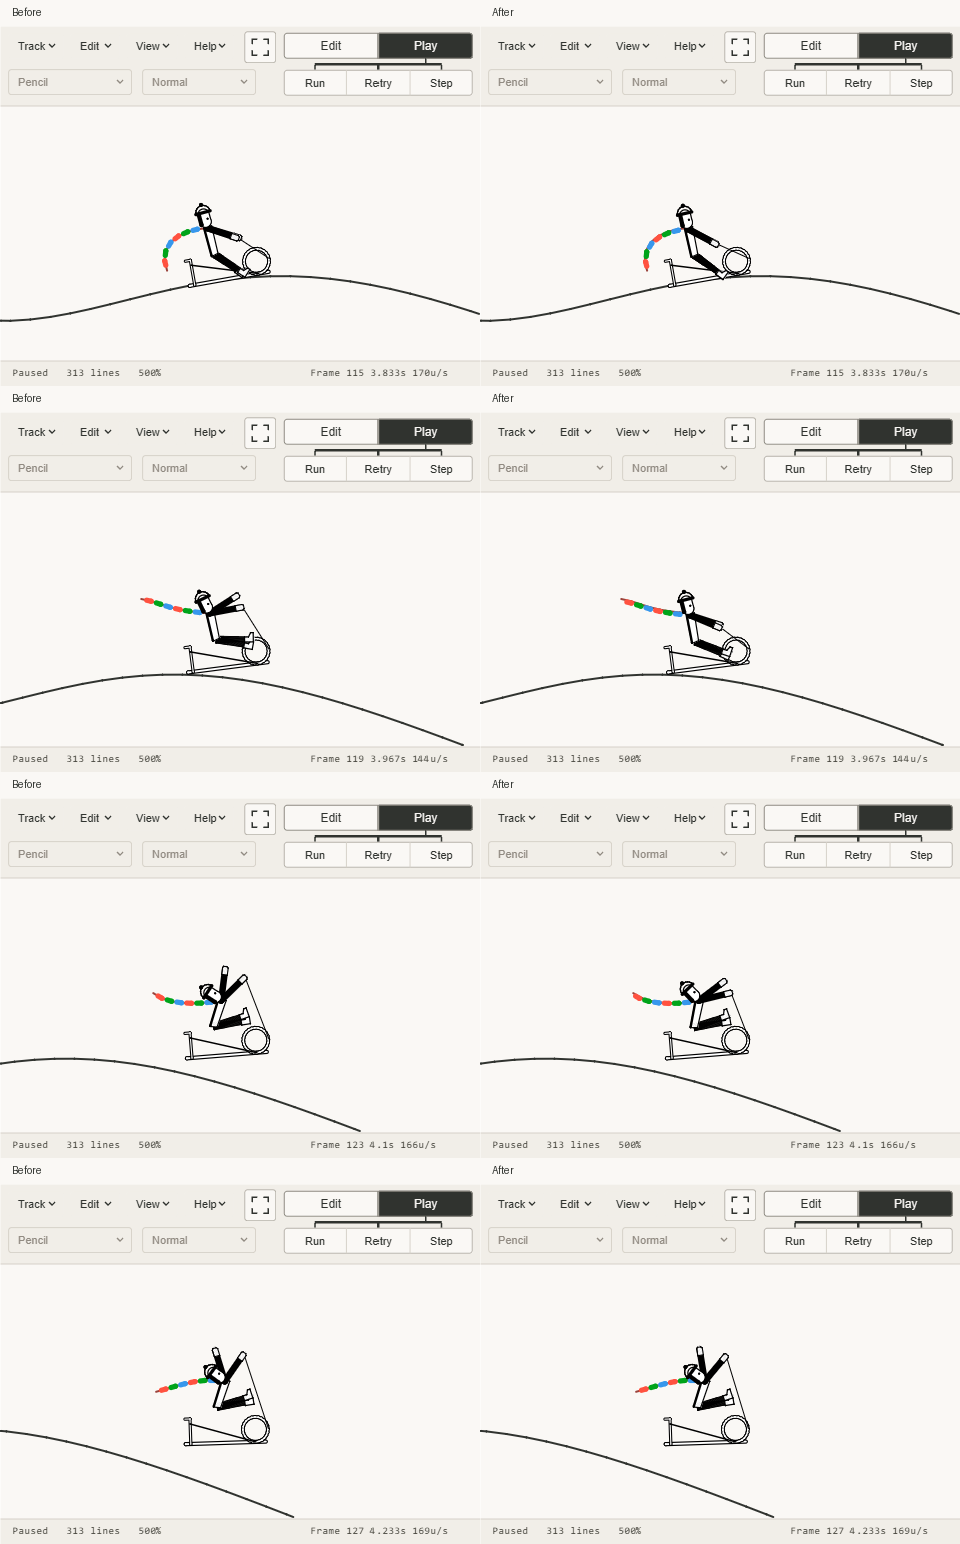 Before After
Track Edit View Help Edit Play Track Edit View Help Edit Play
Pencil Normal Run Retry Step Pencil Normal Run Retry Step
Paused 313 lines 500% Frame 115 3.833s 170u/s Paused 313 lines 500% Frame 115 3.833s 170u/s
Before After
Track Edit View Help Edit Play Track Edit View Help Edit Play
Pencil Normal Run Retry Step Pencil Normal Run Retry Step
Paused 313 lines 500% Frame 119 3.967s 144u/s Paused 313 lines 500% Frame 119 3.967s 144u/s
Before After
Track Edit View Help Edit Play Track Edit View Help Edit Play
Pencil Normal Run Retry Step Pencil Normal Run Retry Step
Paused 313 lines 500% Frame 123 4.1s 166u/s Paused 313 lines 500% Frame 123 4.1s 166u/s
Before After
Track Edit View Help Edit Play Track Edit View Help Edit Play
Pencil Normal Run Retry Step Pencil Normal Run Retry Step
Paused 313 lines 500% Frame 127 4.233s 169u/s Paused 313 lines 500% Frame 127 4.233s 169u/s